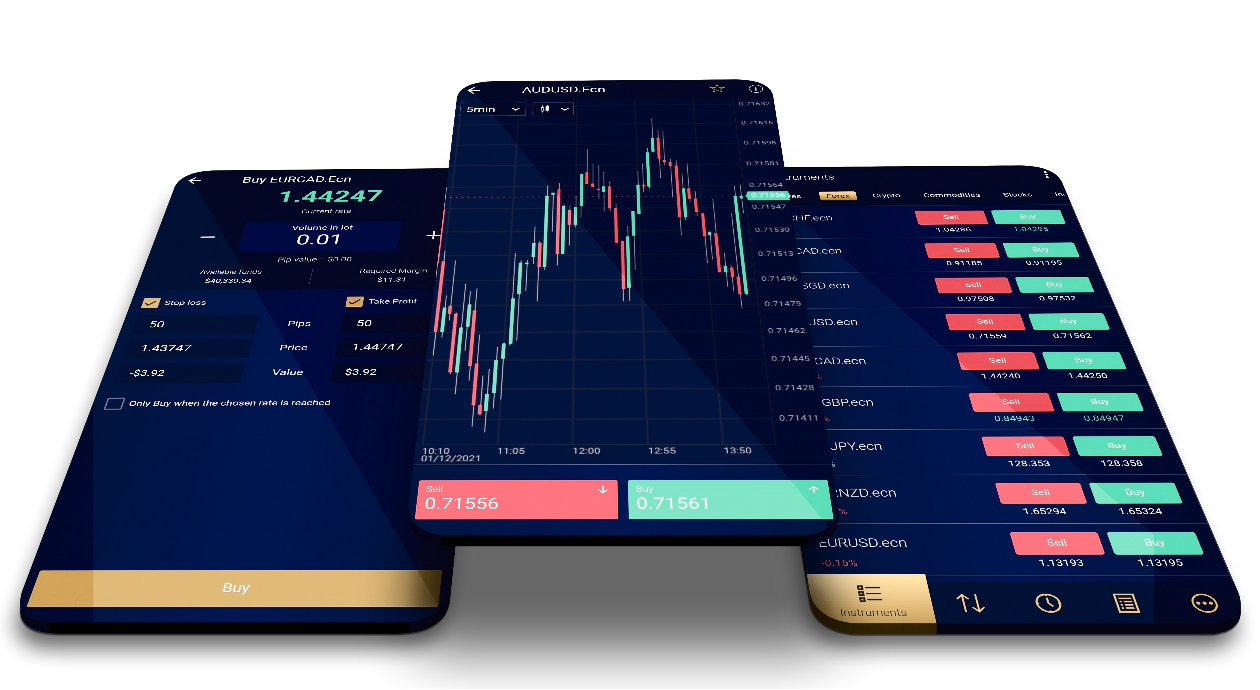 Buy EURCAD.Ecn
1.44247
Current rate
Volume in lot
0.01
Available funds
$40,339.34
Required Margin
$11.31
Stop loss
Take Profit
50 Pips 50
1.43747 Price 1.44747
-$3.92 Value $3.92
Only Buy when the chosen rate is reached
Buy
AUDUSD.Ecn
5min
0.71632
0.71615
0.71598
0.71581
0.71564
0.71556
0.71547
0.71530
0.71513
0.71496
0.71479
0.71462
0.71445
0.71428
0.71411
10:10 11:05 12:00 12:55 13:50
01/12/2021
Sell
0.71556
Buy
0.71561
Forex Crypto Commodities Stocks In
HF.ecn Sell Buy
1.04286 1.04295
CAD.ecn Sell Buy
0.91185 0.91195
SGD.ecn Sell Buy
0.97508 0.97532
USD.ecn Sell Buy
0.71559 0.71562
CAD.ecn Sell Buy
1.44240 1.44250
GBP.ecn Sell Buy
0.84943 0.84947
JPY.ecn Sell Buy
128.353 128.358
NZD.ecn Sell Buy
1.65294 1.65324
EURUSD.ecn Sell Buy
-0.15% 1.13193 1.13195
Instruments